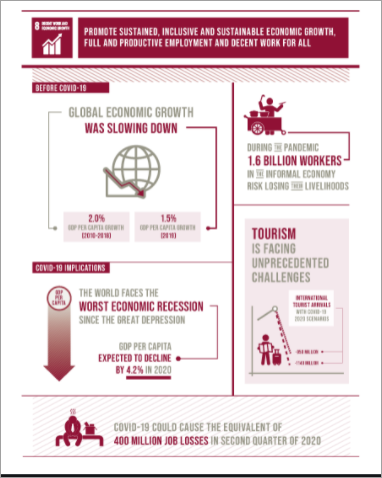 8 DECENT WORK AND
ECONOMIC GROWTH
PROMOTE SUSTAINED, INCLUSIVE AND SUSTAINABLE ECONOMIC GROWTH,
FULL AND PRODUCTIVE EMPLOYMENT AND DECENT WORK FOR ALL
BEFORE COVID-19
GLOBAL ECONOMIC GROWTH
WAS SLOWING DOWN
2.0%
GDP PER CAPITA GROWTH
(2010-2018)
1.5%
GDP PER CAPITA GROWTH
(2019)
DURING THE PANDEMIC
1.6 BILLION WORKERS
IN THE INFORMAL ECONOMY
RISK LOSING THEIR LIVELIHOODS
COVID-19 IMPLICATIONS
GDP
PER
CAPITA
THE WORLD FACES THE
WORST ECONOMIC RECESSION
SINCE THE GREAT DEPRESSION
GDP PER CAPITA
EXPECTED TO DECLINE
BY 4.2% IN 2020
TOURISM
IS FACING
UNPRECEDENTED
CHALLENGES
INTERNATIONAL
TOURIST ARRIVALS
WITH COVID-19
2020 SCENARIOS
COVID-19 COULD CAUSE THE EQUIVALENT OF
400 MILLION JOB LOSSES IN SECOND QUARTER OF 2020